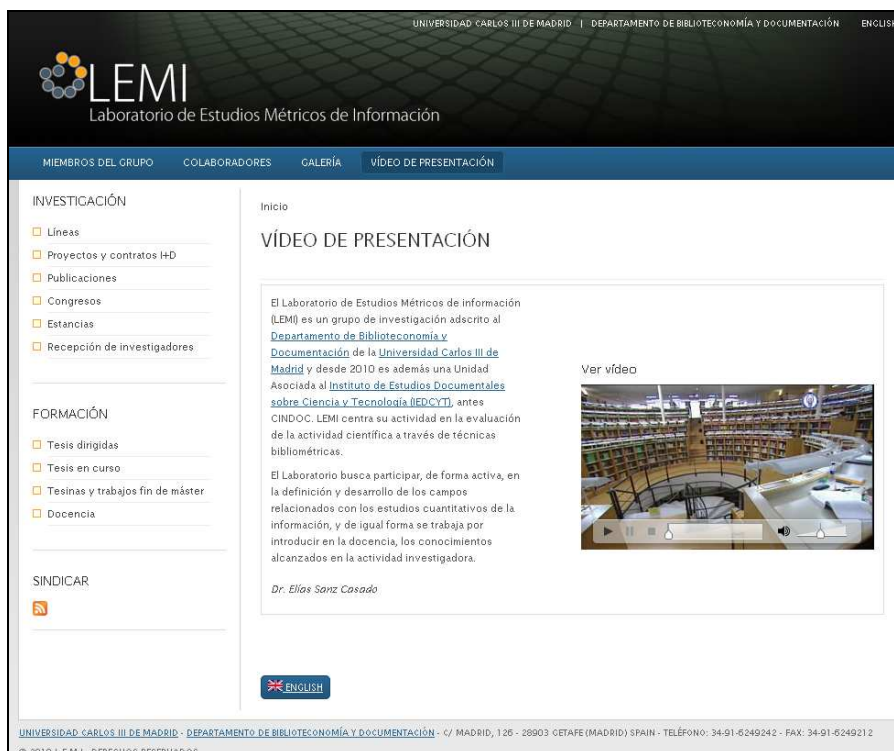 UNIVERSIDAD CARLOS III DE MADRID | DEPARTAMENTO DE BIBLIOTECONOMÍA Y DOCUMENTACIÓN ENGLISH
LEMI
Laboratorio de Estudios Métricos de Información
MIEMBROS DEL GRUPO COLABORADORES GALERÍA VÍDEO DE PRESENTACIÓN
INVESTIGACIÓN
Líneas
Proyectos y contratos I+D
Publicaciones
Congresos
Estancias
Recepción de investigadores
FORMACIÓN
Tesis dirigidas
Tesis en curso
Tesinas y trabajos fin de máster
Docencia
SINDICAR
Inicio
VÍDEO DE PRESENTACIÓN
El Laboratorio de Estudios Métricos de información
(LEMI) es un grupo de investigación adscrito al
Departamento de Biblioteconomía y
Documentación de la Universidad Carlos III de
Madrid y desde 2010 es además una Unidad
Asociada al Instituto de Estudios Documentales
sobre Ciencia y Tecnología (IEDCYT), antes
CINDOC. LEMI centra su actividad en la evaluación
de la actividad científica a través de técnicas
bibliométricas.
El Laboratorio busca participar, de forma activa, en
la definición y desarrollo de los campos
relacionados con los estudios cuantitativos de la
información, y de igual forma se trabaja por
introducir en la docencia, los conocimientos
alcanzados en la actividad investigadora.
Dr. Elías Sanz Casado
Ver vídeo
ENGLISH
UNIVERSIDAD CARLOS III DE MADRID - DEPARTAMENTO DE BIBLIOTECONOMÍA Y DOCUMENTACIÓN - C/ MADRID, 126 - 28903 GETAFE (MADRID) SPAIN - TELÉFONO: 34-91-6249242 - FAX: 34-91-6249212
© 2010 L.E.M.I., DERECHOS RESERVADOS